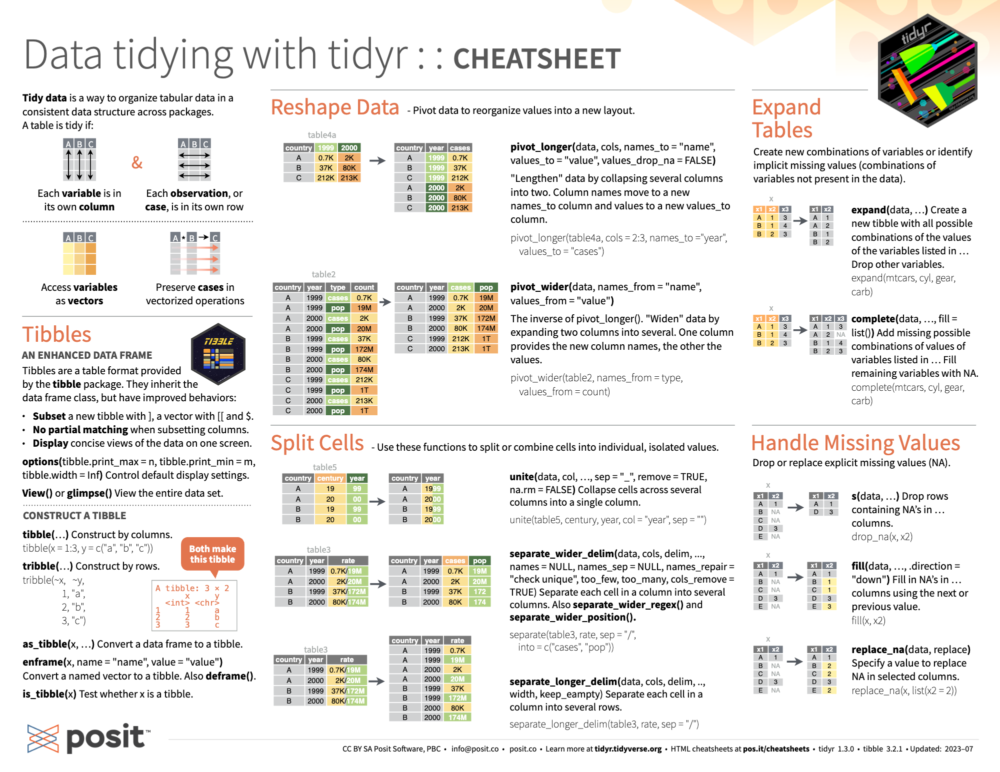 Data tidying with tidyr : : CHEATSHEET
tidyr
tidyr.tidyverse.org
Tidy data is a way to organize tabular data in a
consistent data structure across packages.
A table is tidy if:
A B C
&
A B C
Each variable is in
its own column
Each observation, or
case, is in its own row
A B C
A * B → C
Access variables
as vectors
Preserve cases in
vectorized operations
Tibbles
TIBBLE
AN ENHANCED DATA FRAME
Tibbles are a table format provided
by the tibble package. They inherit the
data frame class, but have improved behaviors:
• Subset a new tibble with ], a vector with [[ and $.
• No partial matching when subsetting columns.
• Display concise views of the data on one screen.
options(tibble.print_max = n, tibble.print_min = m,
tibble.width = Inf) Control default display settings.
View() or glimpse() View the entire data set.
CONSTRUCT A TIBBLE
tibble(…) Construct by columns.
tibble(x = 1:3, y = c("a", "b", "c"))
tribble(…) Construct by rows.
tribble(~x, ~y,
1, "a",
2, "b",
3, "c")
Both make
this tibble
A tibble: 3 × 2
x y
<int> <chr>
1 1 a
2 2 b
3 3 c
as_tibble(x, …) Convert a data frame to a tibble.
enframe(x, name = "name", value = "value")
Convert a named vector to a tibble. Also deframe().
is_tibble(x) Test whether x is a tibble.
Reshape Data - Pivot data to reorganize values into a new layout.
table4a
country 1999 2000
A 0.7K 2K
B 37K 80K
C 212K 213K
country year cases
A 1999 0.7K
B 1999 37K
C 1999 212K
A 2000 2K
B 2000 80K
C 2000 213K
pivot_longer(data, cols, names_to = "name",
values_to = "value", values_drop_na = FALSE)
"Lengthen" data by collapsing several columns
into two. Column names move to a new
names_to column and values to a new values_to
column.
pivot_longer(table4a, cols = 2:3, names_to ="year",
values_to = "cases")
table2
country year type count
A 1999 cases 0.7K
A 1999 pop 19M
A 2000 cases 2K
A 2000 pop 20M
B 1999 cases 37K
B 1999 pop 172M
B 2000 cases 80K
B 2000 pop 174M
C 1999 cases 212K
C 1999 pop 1T
C 2000 cases 213K
C 2000 pop 1T
country year cases pop
A 1999 0.7K 19M
A 2000 2K 20M
B 1999 37K 172M
B 2000 80K 174M
C 1999 212K 1T
C 2000 213K 1T
pivot_wider(data, names_from = "name",
values_from = "value")
The inverse of pivot_longer(). "Widen" data by
expanding two columns into several. One column
provides the new column names, the other the
values.
pivot_wider(table2, names_from = type,
values_from = count)
Split Cells - Use these functions to split or combine cells into individual, isolated values.
table5
country century year
A 19 99
A 20 00
B 19 99
B 20 00
country year
A 1999
A 2000
B 1999
B 2000
unite(data, col, …, sep = "_", remove = TRUE,
na.rm = FALSE) Collapse cells across several
columns into a single column.
unite(table5, century, year, col = "year", sep = "")
table3
country year rate
A 1999 0.7K/19M
A 2000 2K/20M
B 1999 37K/172M
B 2000 80K/174M
country year cases pop
A 1999 0.7K 19M
A 2000 2K 20M
B 1999 37K 172
B 2000 80K 174
separate_wider_delim(data, cols, delim, ...,
names = NULL, names_sep = NULL, names_repair =
"check unique", too_few, too_many, cols_remove =
TRUE) Separate each cell in a column into several
columns. Also separate_wider_regex() and
separate_wider_position().
separate(table3, rate, sep = "/",
into = c("cases", "pop"))
table3
country year rate
A 1999 0.7K/19M
A 2000 2K/20M
B 1999 37K/172M
B 2000 80K/174M
country year rate
A 1999 0.7K
A 1999 19M
A 2000 2K
A 2000 20M
B 1999 37K
B 1999 172M
B 2000 80K
B 2000 174M
separate_longer_delim(data, cols, delim, ..,
width, keep_eampty) Separate each cell in a
column into several rows.
separate_longer_delim(table3, rate, sep = "/")
Expand
Tables
Create new combinations of variables or identify
implicit missing values (combinations of
variables not present in the data).
x
x1 x2 x3
A 1 3
B 1 4
B 2 3
x1 x2
A 1
A 2
B 1
B 2
expand(data, …) Create a
new tibble with all possible
combinations of the values
of the variables listed in …
Drop other variables.
expand(mtcars, cyl, gear,
carb)
x
x1 x2 x3
A 1 3
B 1 4
B 2 3
x1 x2 x3
A 1 3
A 2 NA
B 1 4
B 2 3
complete(data, …, fill =
list()) Add missing possible
combinations of values of
variables listed in … Fill
remaining variables with NA.
complete(mtcars, cyl, gear,
carb)
Handle Missing Values
Drop or replace explicit missing values (NA).
x
x1 x2
A 1
B NA
C NA
D 3
E NA
x1 x2
A 1
D 3
s(data, …) Drop rows
containing NA’s in …
columns.
drop_na(x, x2)
x
x1 x2
A 1
B NA
C NA
D 3
E NA
x1 x2
A 1
B 1
C 1
D 3
E 3
fill(data, …, .direction =
"down") Fill in NA’s in …
columns using the next or
previous value.
fill(x, x2)
x
x1 x2
A 1
B NA
C NA
D 3
E NA
x1 x2
A 1
B 2
C 2
D 3
E 2
replace_na(data, replace)
Specify a value to replace
NA in selected columns.
replace_na(x, list(x2 = 2))
posit™
CC BY SA Posit Software, PBC • info@posit.co • posit.co • Learn more at tidyr.tidyverse.org • HTML cheatsheets at pos.it/cheatsheets • tidyr 1.3.0 • tibble 3.2.1 • Updated: 2023–07